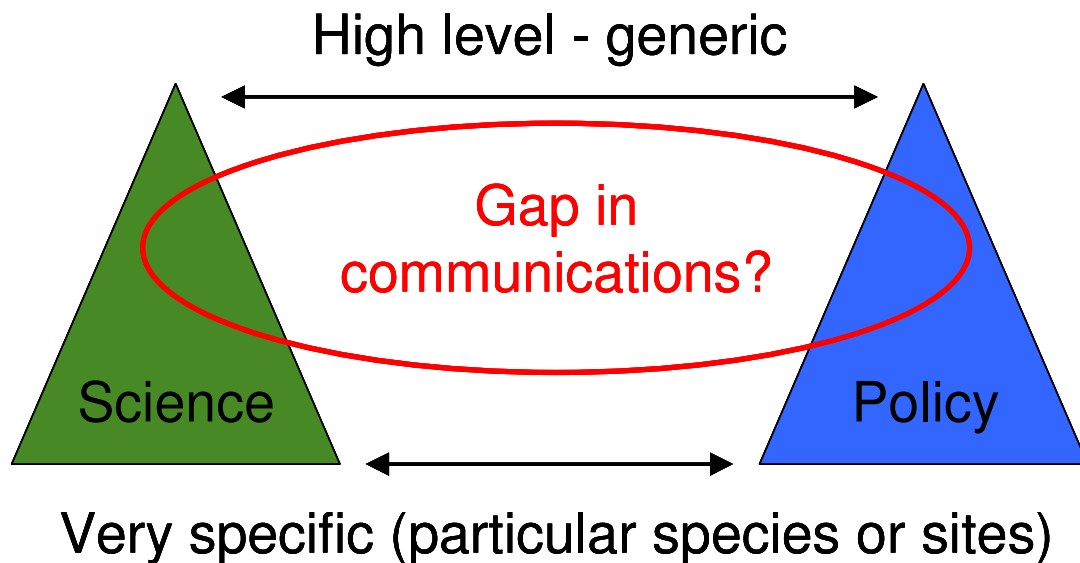 High level - generic
Gap in
communications?
Science
Policy
Very specific (particular species or sites)